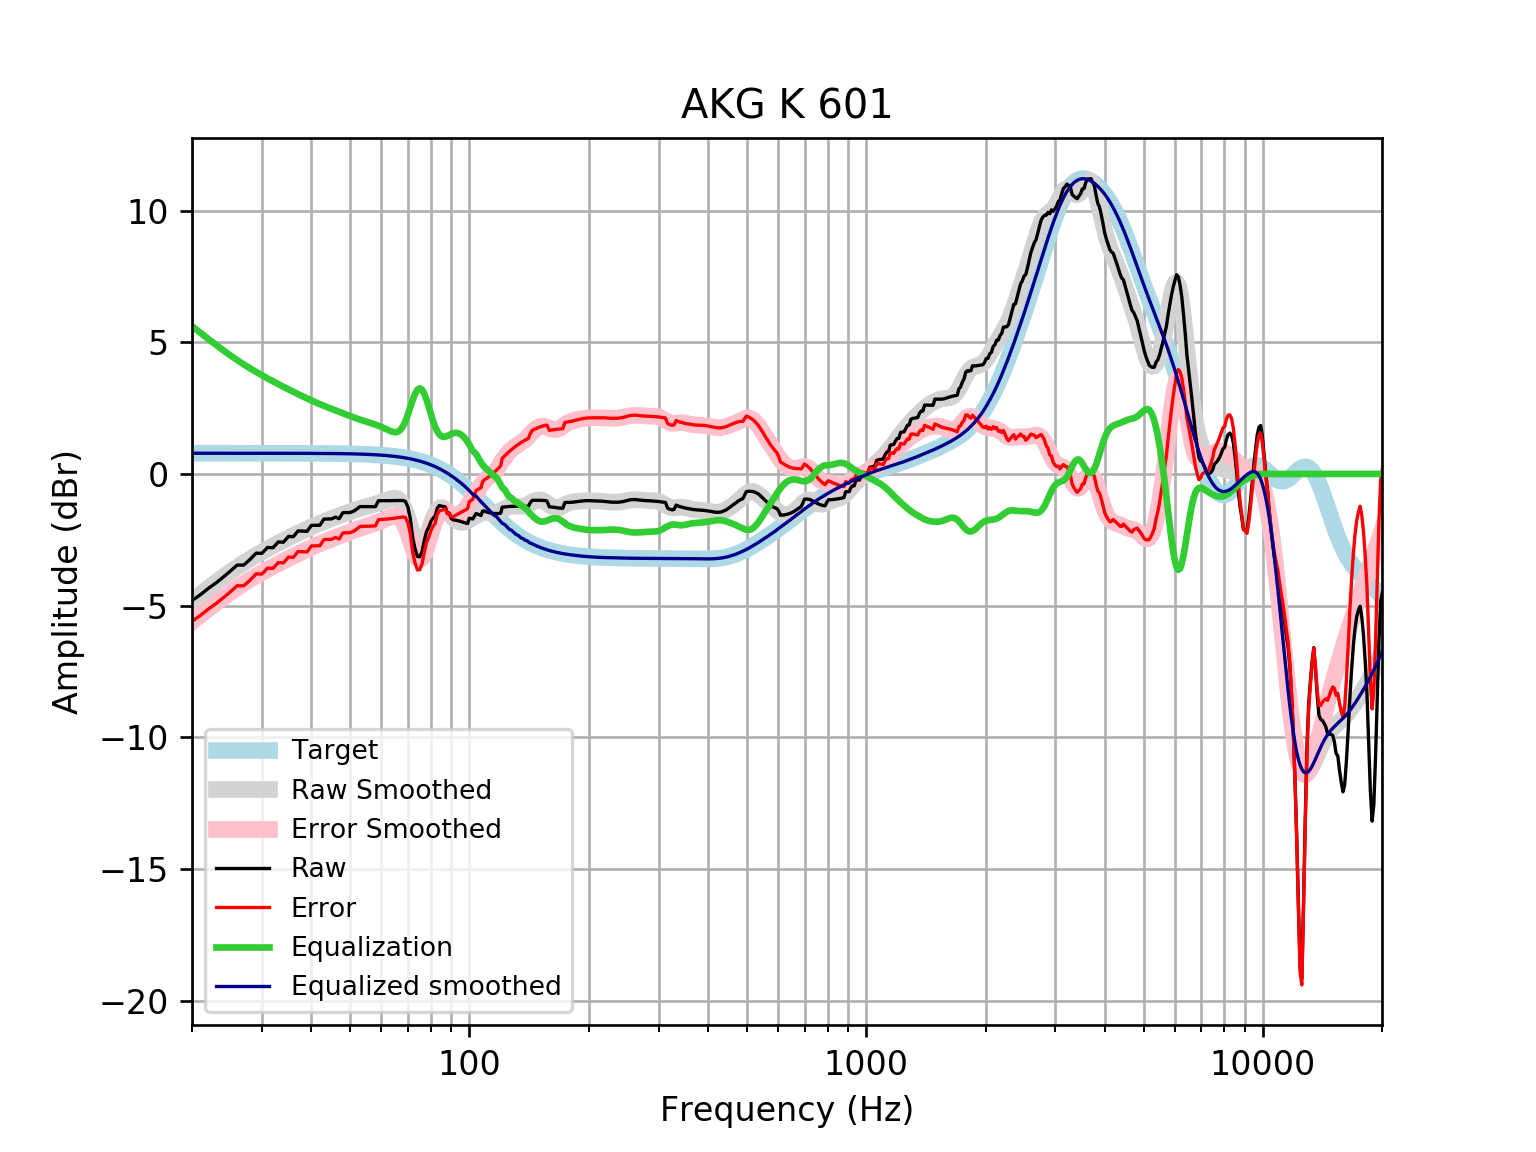 AKG K 601
Amplitude (dBr)
10
5
0
−5
−10
−15
−20
Target
Raw Smoothed
Error Smoothed
Raw
Error
Equalization
Equalized smoothed
100
1000
10000
Frequency (Hz)